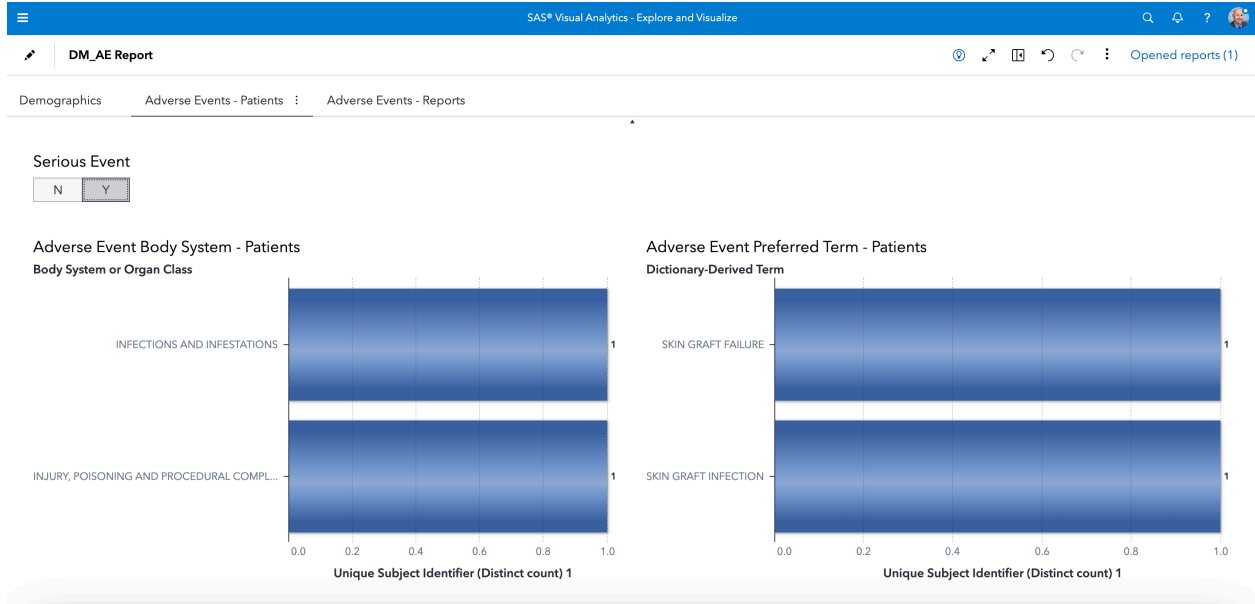 SAS® Visual Analytics - Explore and Visualize
?
DM_AE Report
Opened reports (1)
Demographics
Adverse Events - Patients
Adverse Events - Reports
Serious Event
N
Y
Adverse Event Body System - Patients
Body System or Organ Class
INFECTIONS AND INFESTATIONS
1
INJURY, POISONING AND PROCEDURAL COMPL...
1
0.0 0.2 0.4 0.6 0.8 1.0
Unique Subject Identifier (Distinct count) 1
Adverse Event Preferred Term - Patients
Dictionary-Derived Term
SKIN GRAFT FAILURE
1
SKIN GRAFT INFECTION
1
0.0 0.2 0.4 0.6 0.8 1.0
Unique Subject Identifier (Distinct count) 1